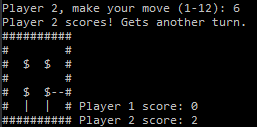 Player 2, make your move (1-12): 6
Player 2 scores! Gets another turn.
##########
#        #
#  $  $  #
#        #
#  $  $--#
#  |  |  # Player 1 score: 0
########## Player 2 score: 2